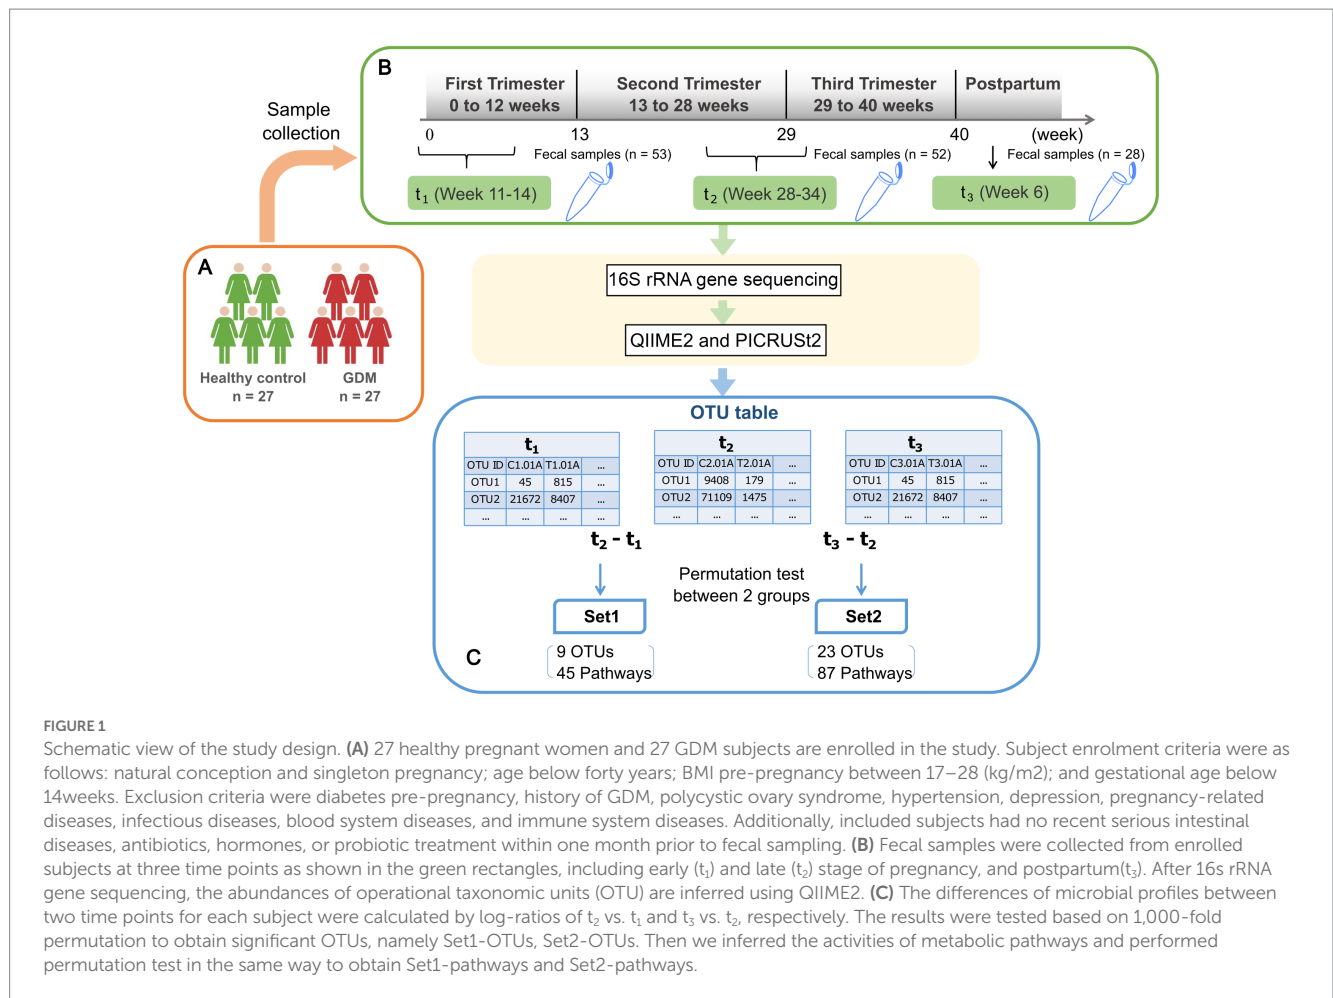 B
First Trimester
0 to 12 weeks
Second Trimester
13 to 28 weeks
Third Trimester
29 to 40 weeks
Postpartum
0
13
29
40
(week)
Sample
collection
Fecal samples (n = 53)
Fecal samples (n = 52)
Fecal samples (n = 28)
t₁ (Week 11-14)
t₂ (Week 28-34)
t₃ (Week 6)
A
Healthy control
n = 27
GDM
n = 27
16S rRNA gene sequencing
QIIME2 and PICRUSt2
OTU table
t₁
OTU ID C1.01A T1.01A ...
OTU1 45 815 ...
OTU2 21672 8407 ...
... ... ... ...
t₂
OTU ID C2.01A T2.01A ...
OTU1 9408 179 ...
OTU2 71109 1475 ...
... ... ... ...
t₃
OTU ID C3.01A T3.01A ...
OTU1 45 815 ...
OTU2 21672 8407 ...
... ... ... ...
t₂ - t₁
t₃ - t₂
Permutation test
between 2 groups
Set1
Set2
9 OTUs
45 Pathways
23 OTUs
87 Pathways
C
FIGURE 1
Schematic view of the study design. (A) 27 healthy pregnant women and 27 GDM subjects are enrolled in the study. Subject enrolment criteria were as
follows: natural conception and singleton pregnancy; age below forty years; BMI pre-pregnancy between 17–28 (kg/m2); and gestational age below
14weeks. Exclusion criteria were diabetes pre-pregnancy, history of GDM, polycystic ovary syndrome, hypertension, depression, pregnancy-related
diseases, infectious diseases, blood system diseases, and immune system diseases. Additionally, included subjects had no recent serious intestinal
diseases, antibiotics, hormones, or probiotic treatment within one month prior to fecal sampling. (B) Fecal samples were collected from enrolled
subjects at three time points as shown in the green rectangles, including early (t₁) and late (t₂) stage of pregnancy, and postpartum(t₃). After 16s rRNA
gene sequencing, the abundances of operational taxonomic units (OTU) are inferred using QIIME2. (C) The differences of microbial profiles between
two time points for each subject were calculated by log-ratios of t₂ vs. t₁ and t₃ vs. t₂, respectively. The results were tested based on 1,000-fold
permutation to obtain significant OTUs, namely Set1-OTUs, Set2-OTUs. Then we inferred the activities of metabolic pathways and performed
permutation test in the same way to obtain Set1-pathways and Set2-pathways.